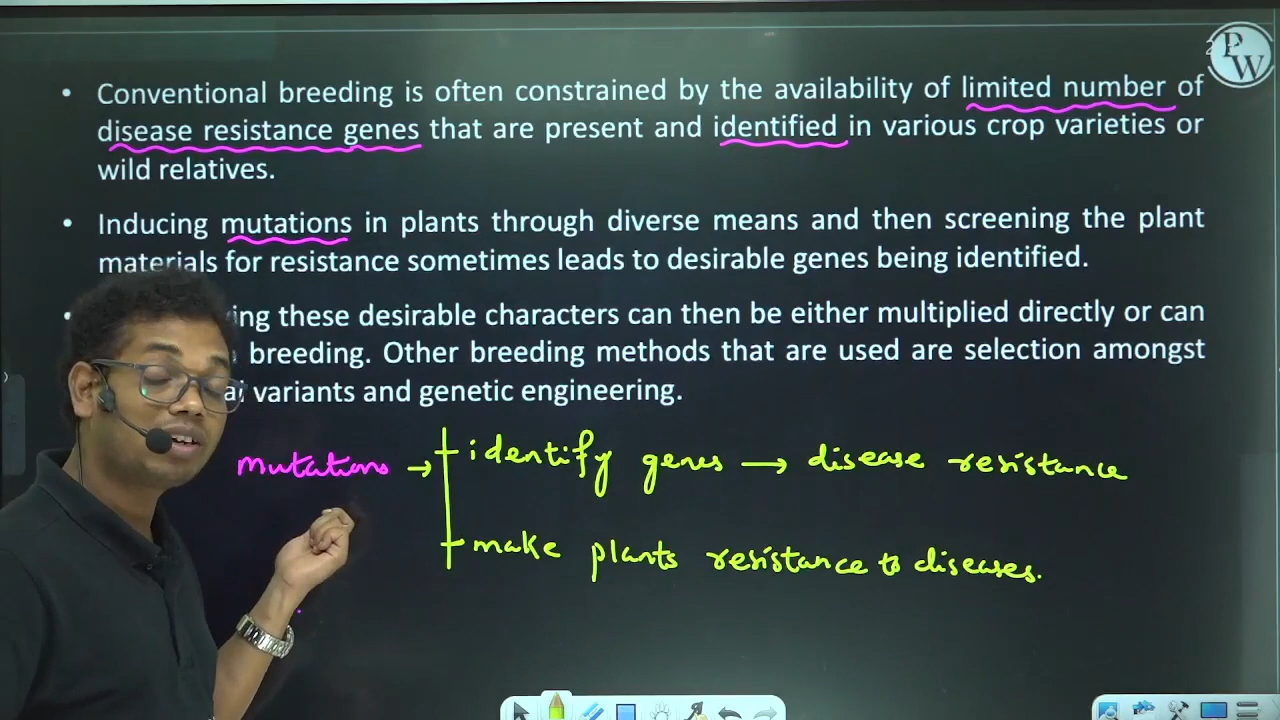 PW
• Conventional breeding is often constrained by the availability of limited number of
disease resistance genes that are present and identified in various crop varieties or
wild relatives.
• Inducing mutations in plants through diverse means and then screening the plant
materials for resistance sometimes leads to desirable genes being identified.
• these desirable characters can then be either multiplied directly or can
breeding. Other breeding methods that are used are selection amongst
variants and genetic engineering.
mutations → identify genes → disease resistance
make plants resistance to diseases.